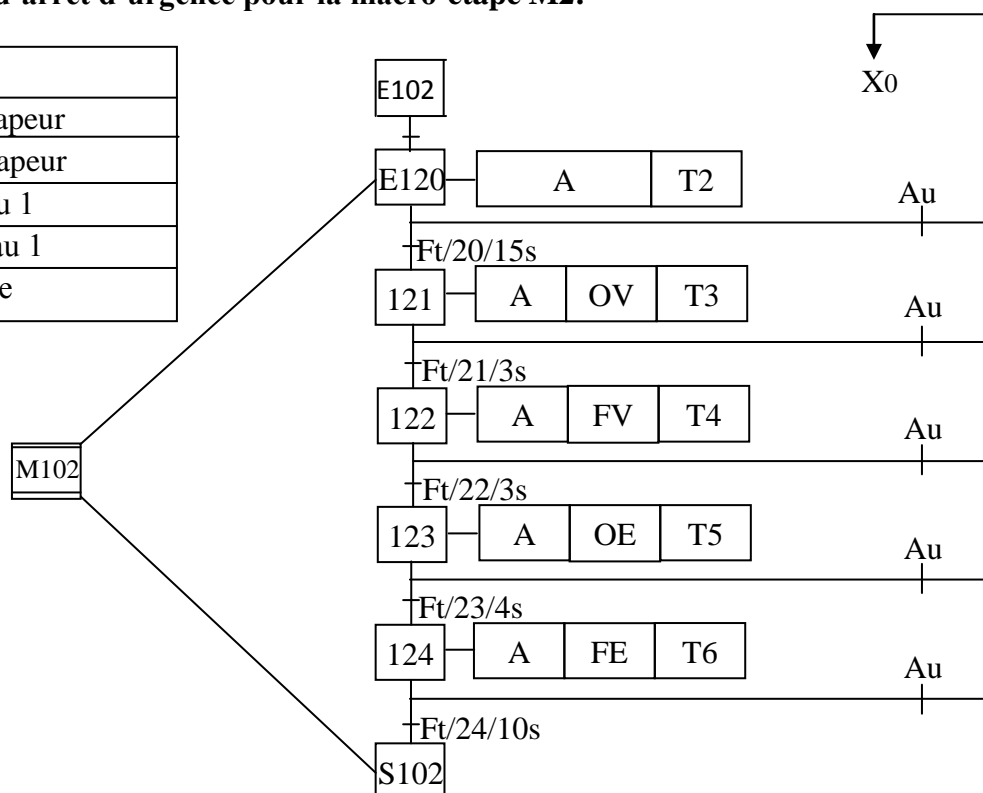 d'arrêt d'urgence pour la macro-étape M2.
X0
apeur
apeur
u 1
au 1
e
E102
E120 A T2
Au
Ft/20/15s
121 A OV T3
Au
Ft/21/3s
122 A FV T4
Au
M102
Ft/22/3s
123 A OE T5
Au
Ft/23/4s
124 A FE T6
Au
Ft/24/10s
S102